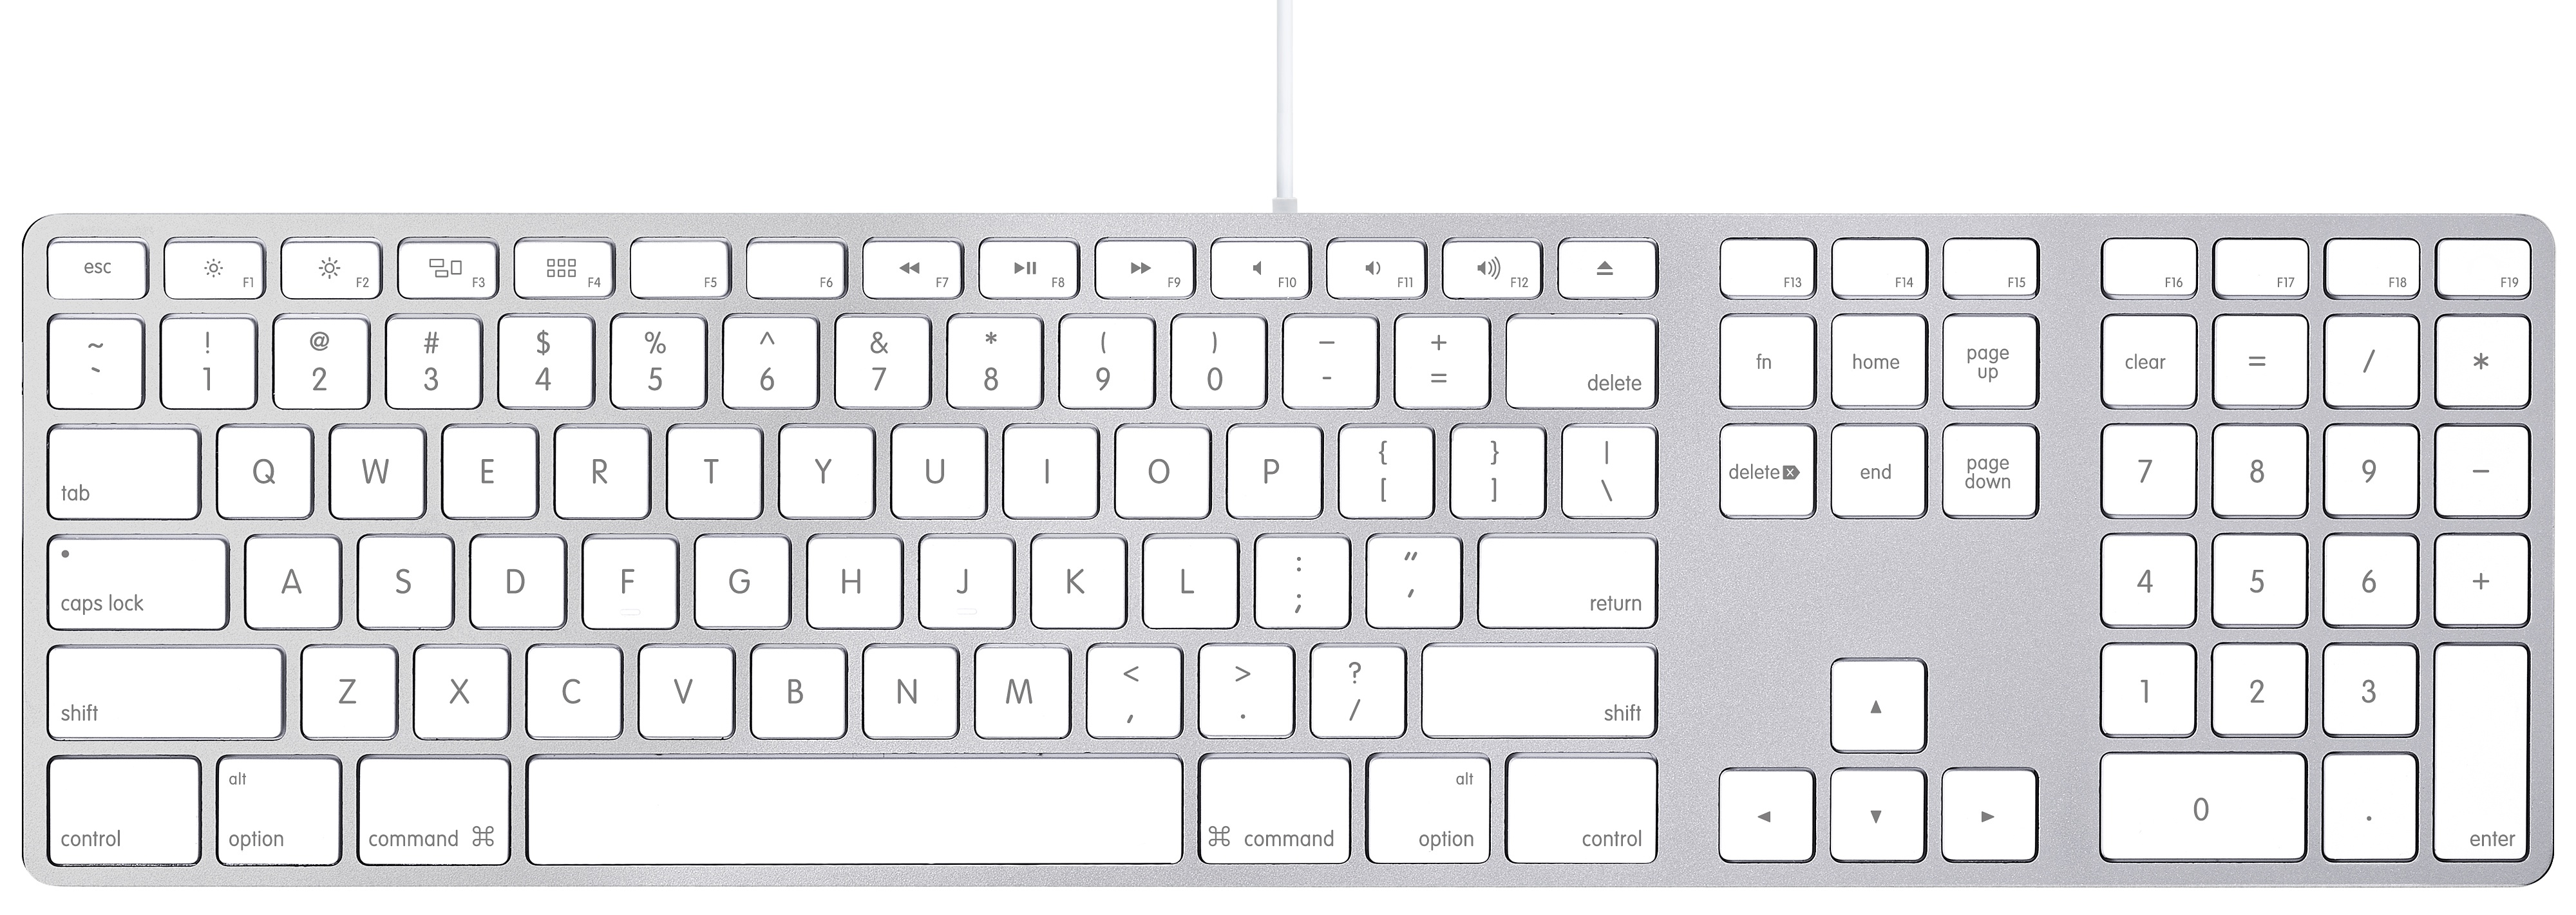 esc F1 F2 F3 F4 F5 F6 F7 F8 F9 F10 F11 F12 F13 F14 F15 F16 F17 F18 F19
~ ! @ # $ % ^ & * ( ) — +
` 1 2 3 4 5 6 7 8 9 0 - = delete fn home page up clear = / *
tab Q W E R T Y U I O P { [ } ] | \ delete end page down 7 8 9 −
caps lock A S D F G H J K L : ; " ' return 4 5 6 +
shift Z X C V B N M < , > . ? / shift 1 2 3
control alt option command ⌘ ⌘ command alt option control 0 . enter